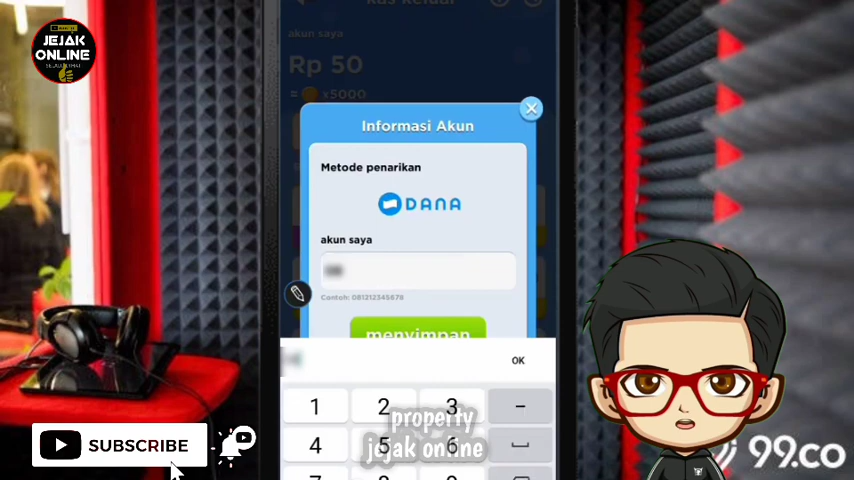 JEJAK
ONLINE
kas keluar
akun saya
Rp 50
= x5000
Informasi Akun
Metode penarikan
DANA
akun saya
Contoh: 081212345678
menyimpan
OK
1 2 3 -
4 5 6
property
jejak online
SUBSCRIBE
99.co